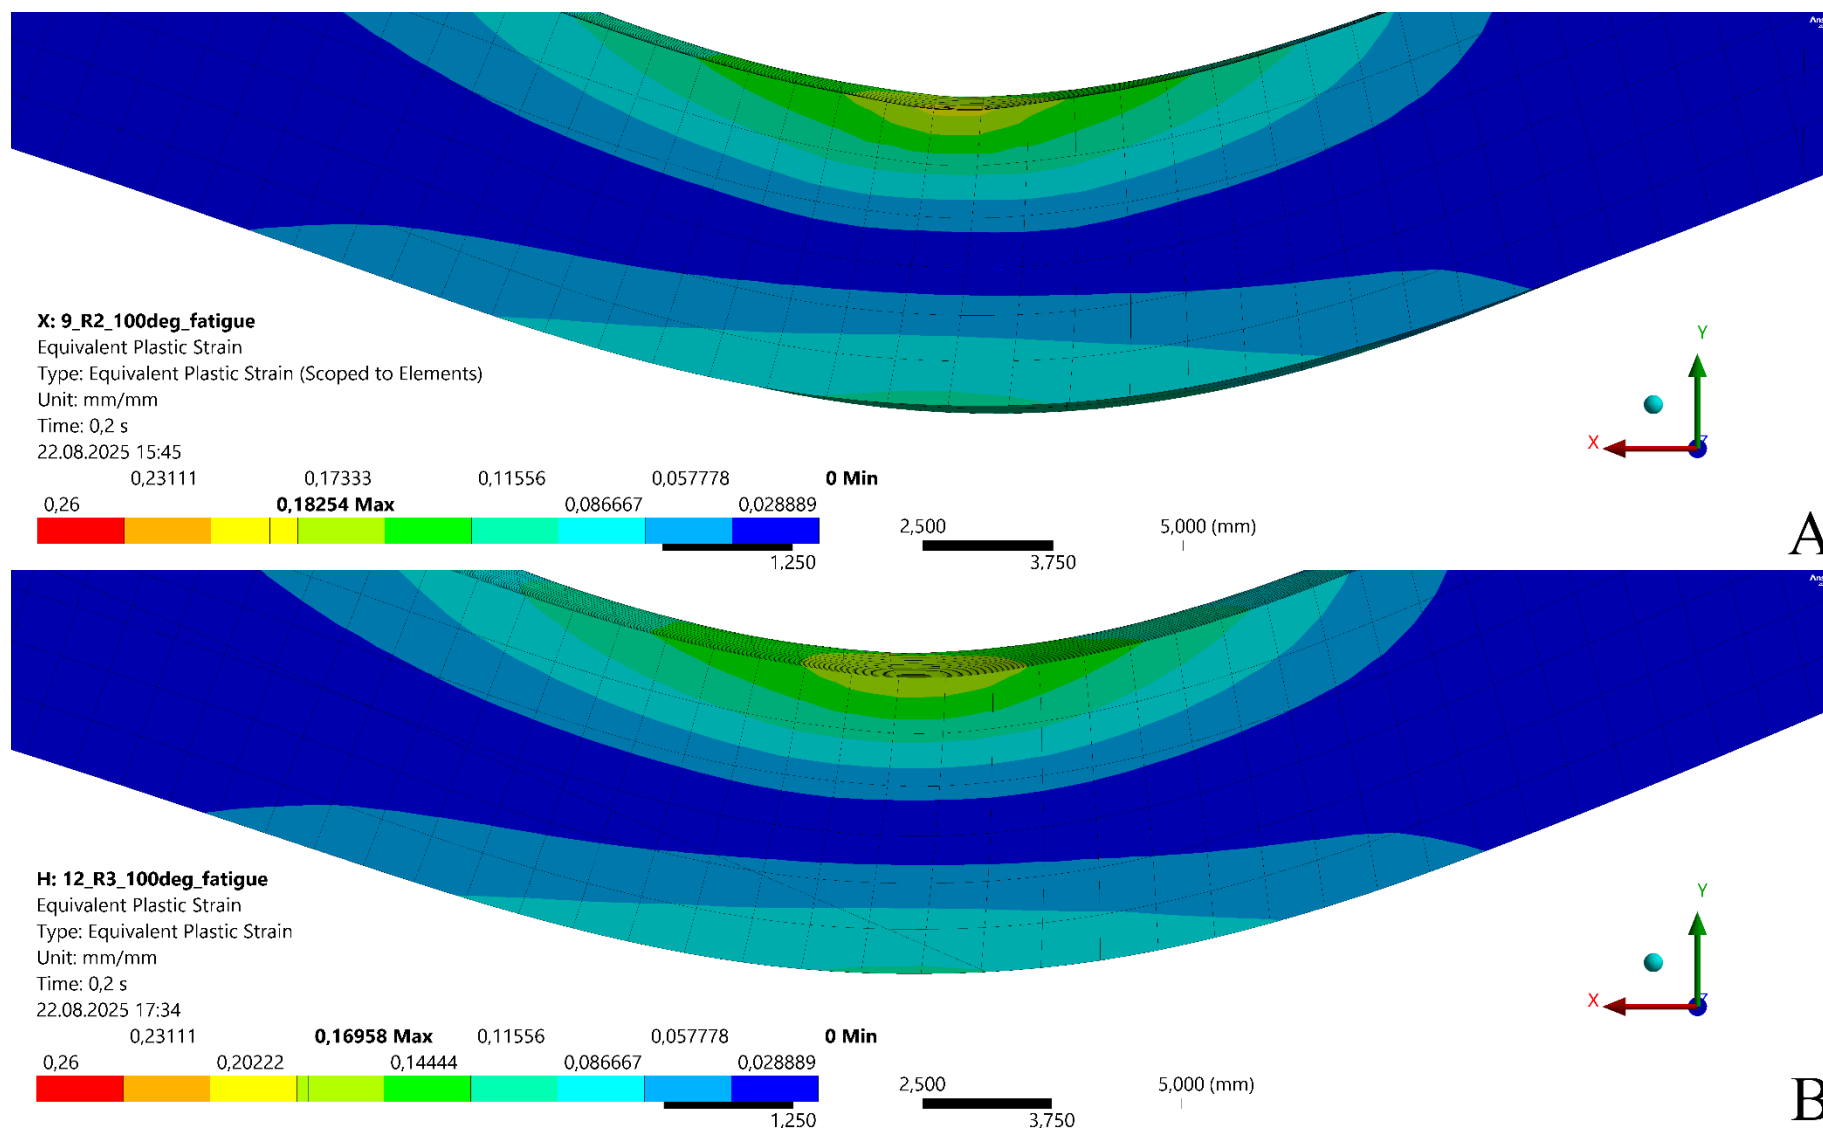 Ans
2
X: 9_R2_100deg_fatigue
Equivalent Plastic Strain
Type: Equivalent Plastic Strain (Scoped to Elements)
Unit: mm/mm
Time: 0,2 s
22.08.2025 15:45
0,23111 0,17333 0,11556 0,057778 0 Min
0,26 0,18254 Max 0,086667 0,028889
Y
X
Z
2,500 5,000 (mm)
1,250 3,750
A
Ans
2
H: 12_R3_100deg_fatigue
Equivalent Plastic Strain
Type: Equivalent Plastic Strain
Unit: mm/mm
Time: 0,2 s
22.08.2025 17:34
0,23111 0,16958 Max 0,11556 0,057778 0 Min
0,26 0,20222 0,14444 0,086667 0,028889
Y
X
Z
2,500 5,000 (mm)
1,250 3,750
B